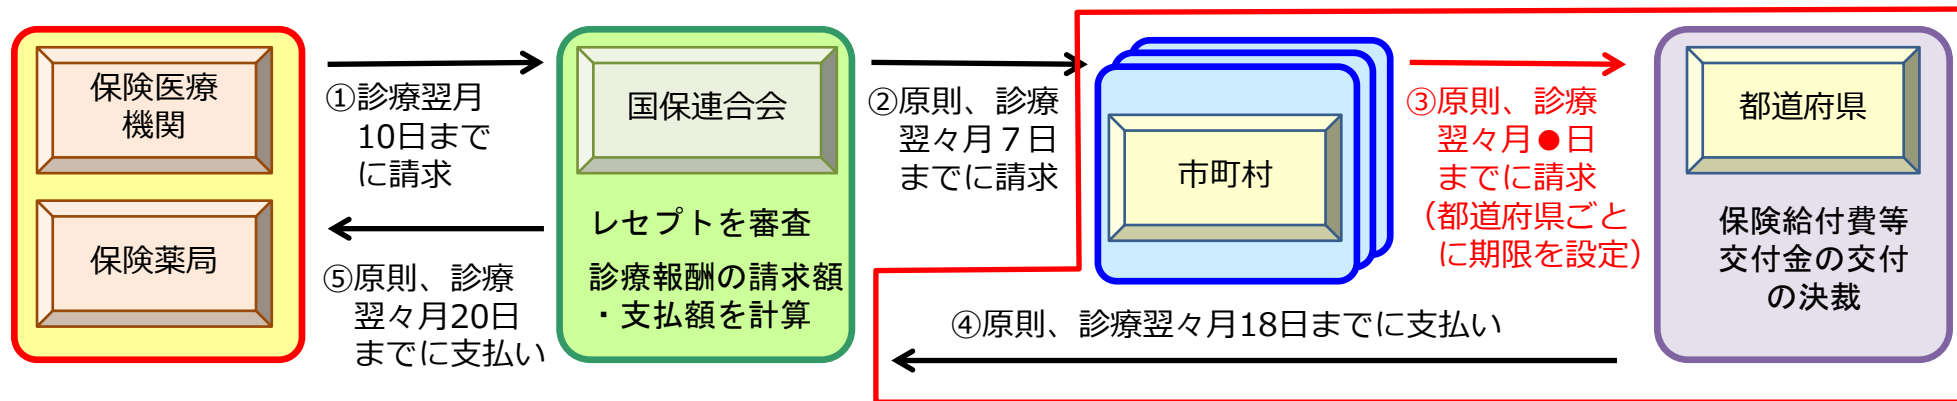 保険医療
機関
保険薬局
①診療翌月
10日まで
に請求
⑤原則、診療
翌々月20日
までに支払い
国保連合会
レセプトを審査
診療報酬の請求額
・支払額を計算
②原則、診療
翌々月７日
までに請求
市町村
③原則、診療
翌々月●日
までに請求
（都道府県ごと
に期限を設定）
④原則、診療翌々月18日までに支払い
都道府県
保険給付費等
交付金の交付
の決裁